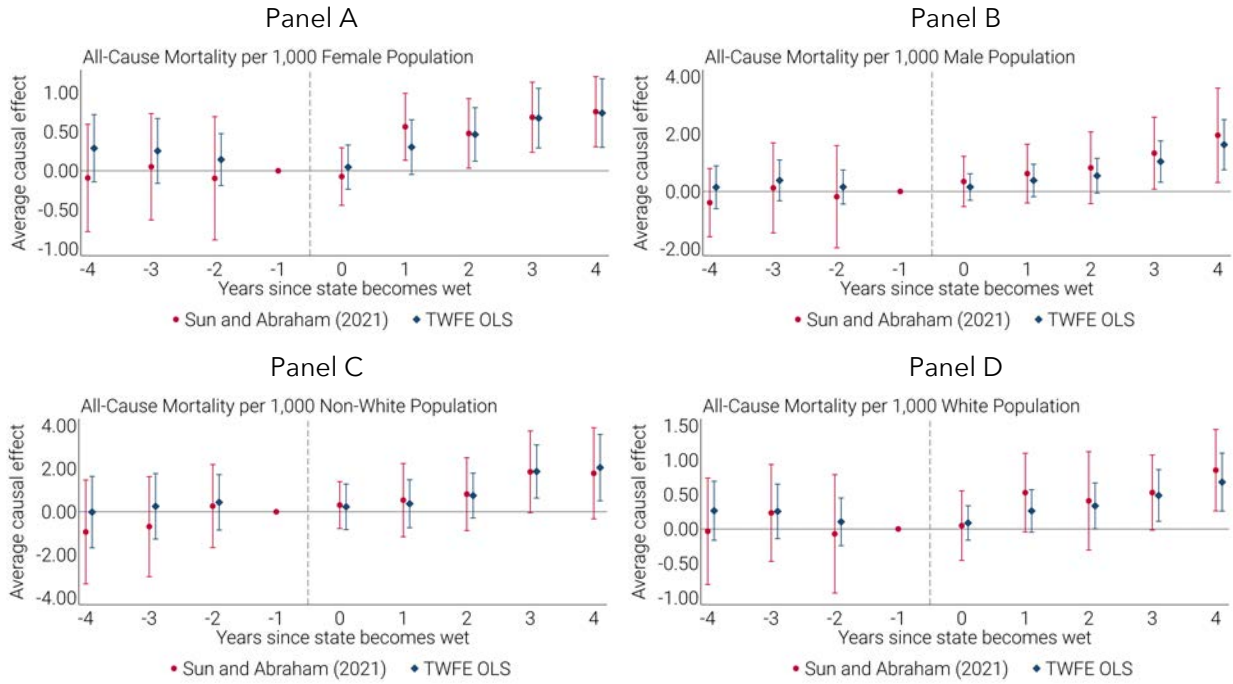 Panel A
All-Cause Mortality per 1,000 Female Population
Average causal effect
1.00
0.50
0.00
-0.50
-1.00
-4 -3 -2 -1 0 1 2 3 4
Years since state becomes wet
Sun and Abraham (2021) TWFE OLS
Panel B
All-Cause Mortality per 1,000 Male Population
Average causal effect
4.00
2.00
0.00
-2.00
-4 -3 -2 -1 0 1 2 3 4
Years since state becomes wet
Sun and Abraham (2021) TWFE OLS
Panel C
All-Cause Mortality per 1,000 Non-White Population
Average causal effect
4.00
2.00
0.00
-2.00
-4.00
-4 -3 -2 -1 0 1 2 3 4
Years since state becomes wet
Sun and Abraham (2021) TWFE OLS
Panel D
All-Cause Mortality per 1,000 White Population
Average causal effect
1.50
1.00
0.50
0.00
-0.50
-1.00
-4 -3 -2 -1 0 1 2 3 4
Years since state becomes wet
Sun and Abraham (2021) TWFE OLS